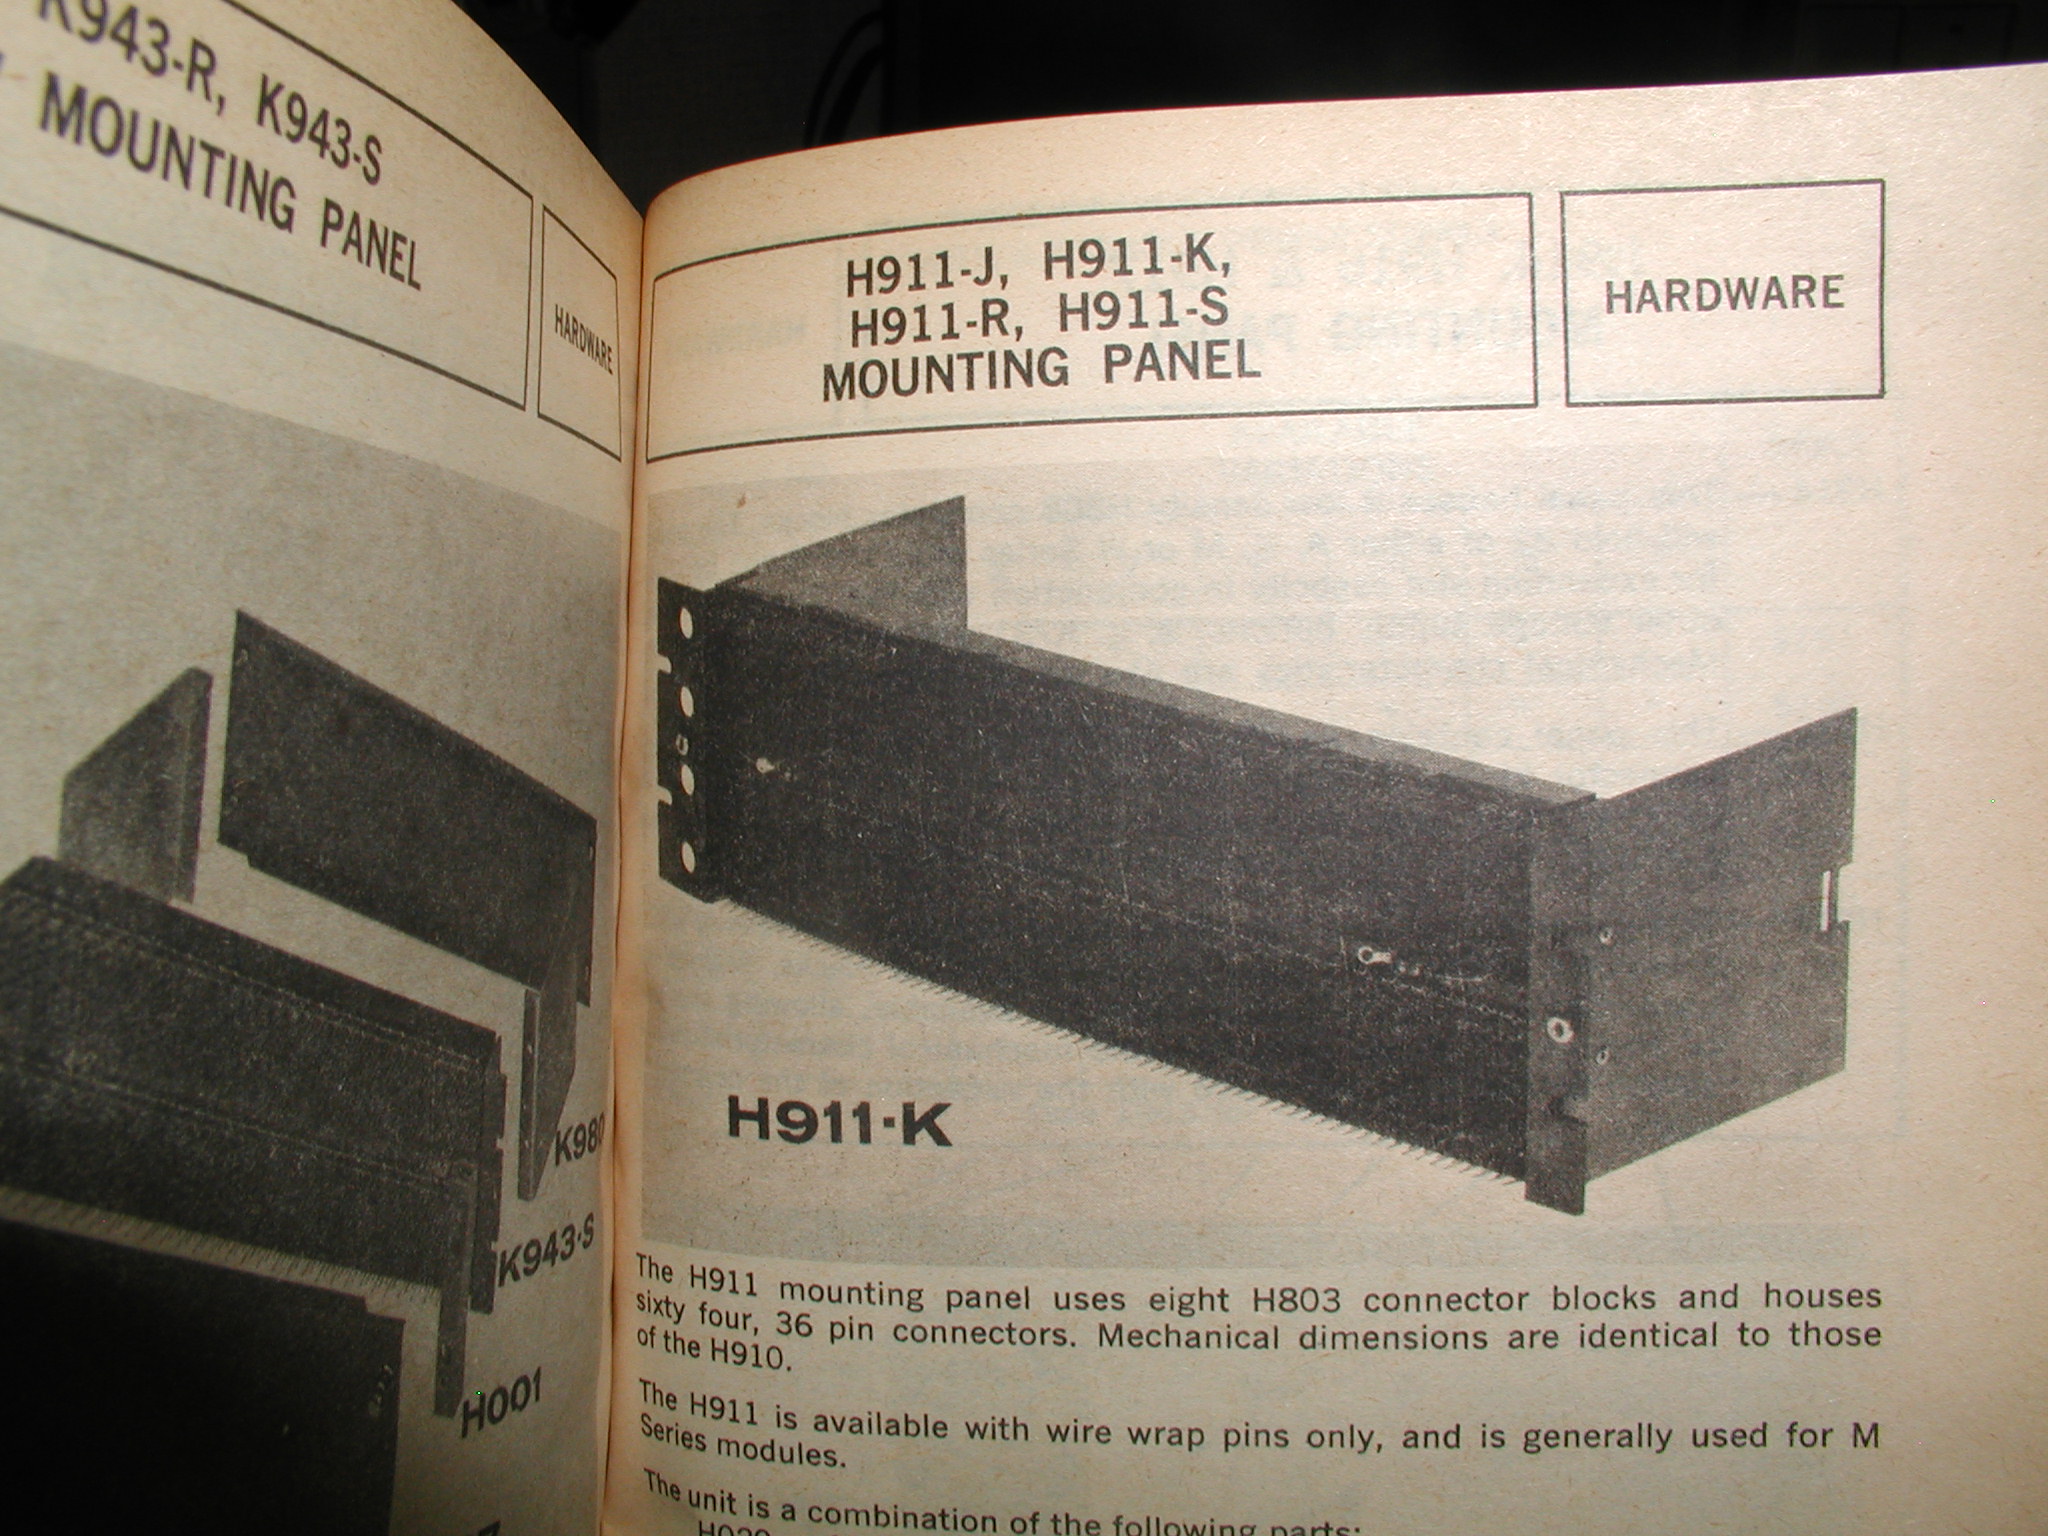 K943-R, K943-S
MOUNTING PANEL
HARDWARE
K980
K943-S
H001
H911-J, H911-K,
H911-R, H911-S
MOUNTING PANEL
HARDWARE
H911-K
The H911 mounting panel uses eight H803 connector blocks and houses
sixty four, 36 pin connectors. Mechanical dimensions are identical to those
of the H910.
The H911 is available with wire wrap pins only, and is generally used for M
Series modules.
The unit is a combination of the following parts: